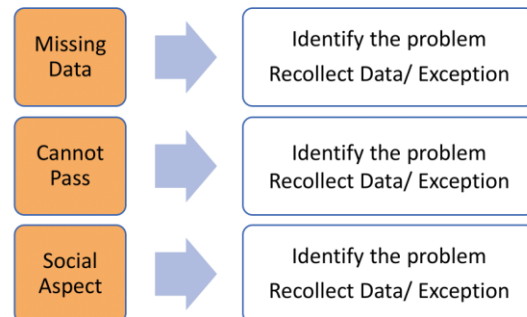 Missing
Data
Identify the problem
Recollect Data/ Exception
Cannot
Pass
Identify the problem
Recollect Data/ Exception
Social
Aspect
Identify the problem
Recollect Data/ Exception